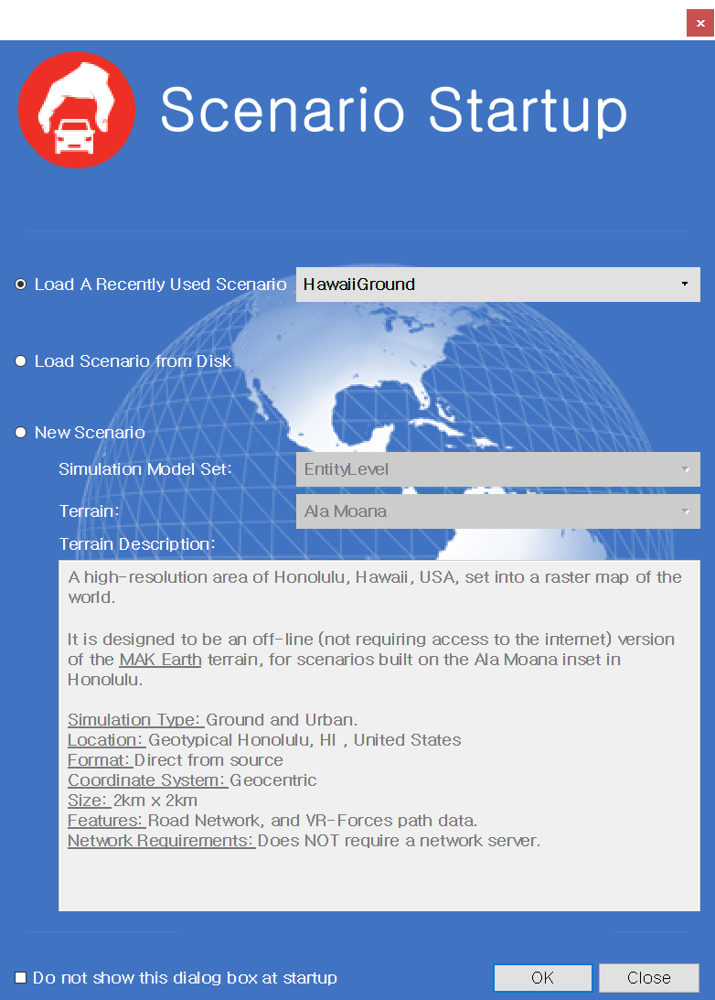 Scenario Startup
Load A Recently Used Scenario HawaiiGround
Load Scenario from Disk
New Scenario
Simulation Model Set: EntityLevel
Terrain: Ala Moana
Terrain Description:
A high-resolution area of Honolulu, Hawaii, USA, set into a raster map of the
world.
It is designed to be an off-line (not requiring access to the internet) version
of the MAK Earth terrain, for scenarios built on the Ala Moana inset in
Honolulu.
Simulation Type: Ground and Urban.
Location: Geotypical Honolulu, HI , United States
Format: Direct from source
Coordinate System: Geocentric
Size: 2km x 2km
Features: Road Network, and VR-Forces path data.
Network Requirements: Does NOT require a network server.
Do not show this dialog box at startup OK Close